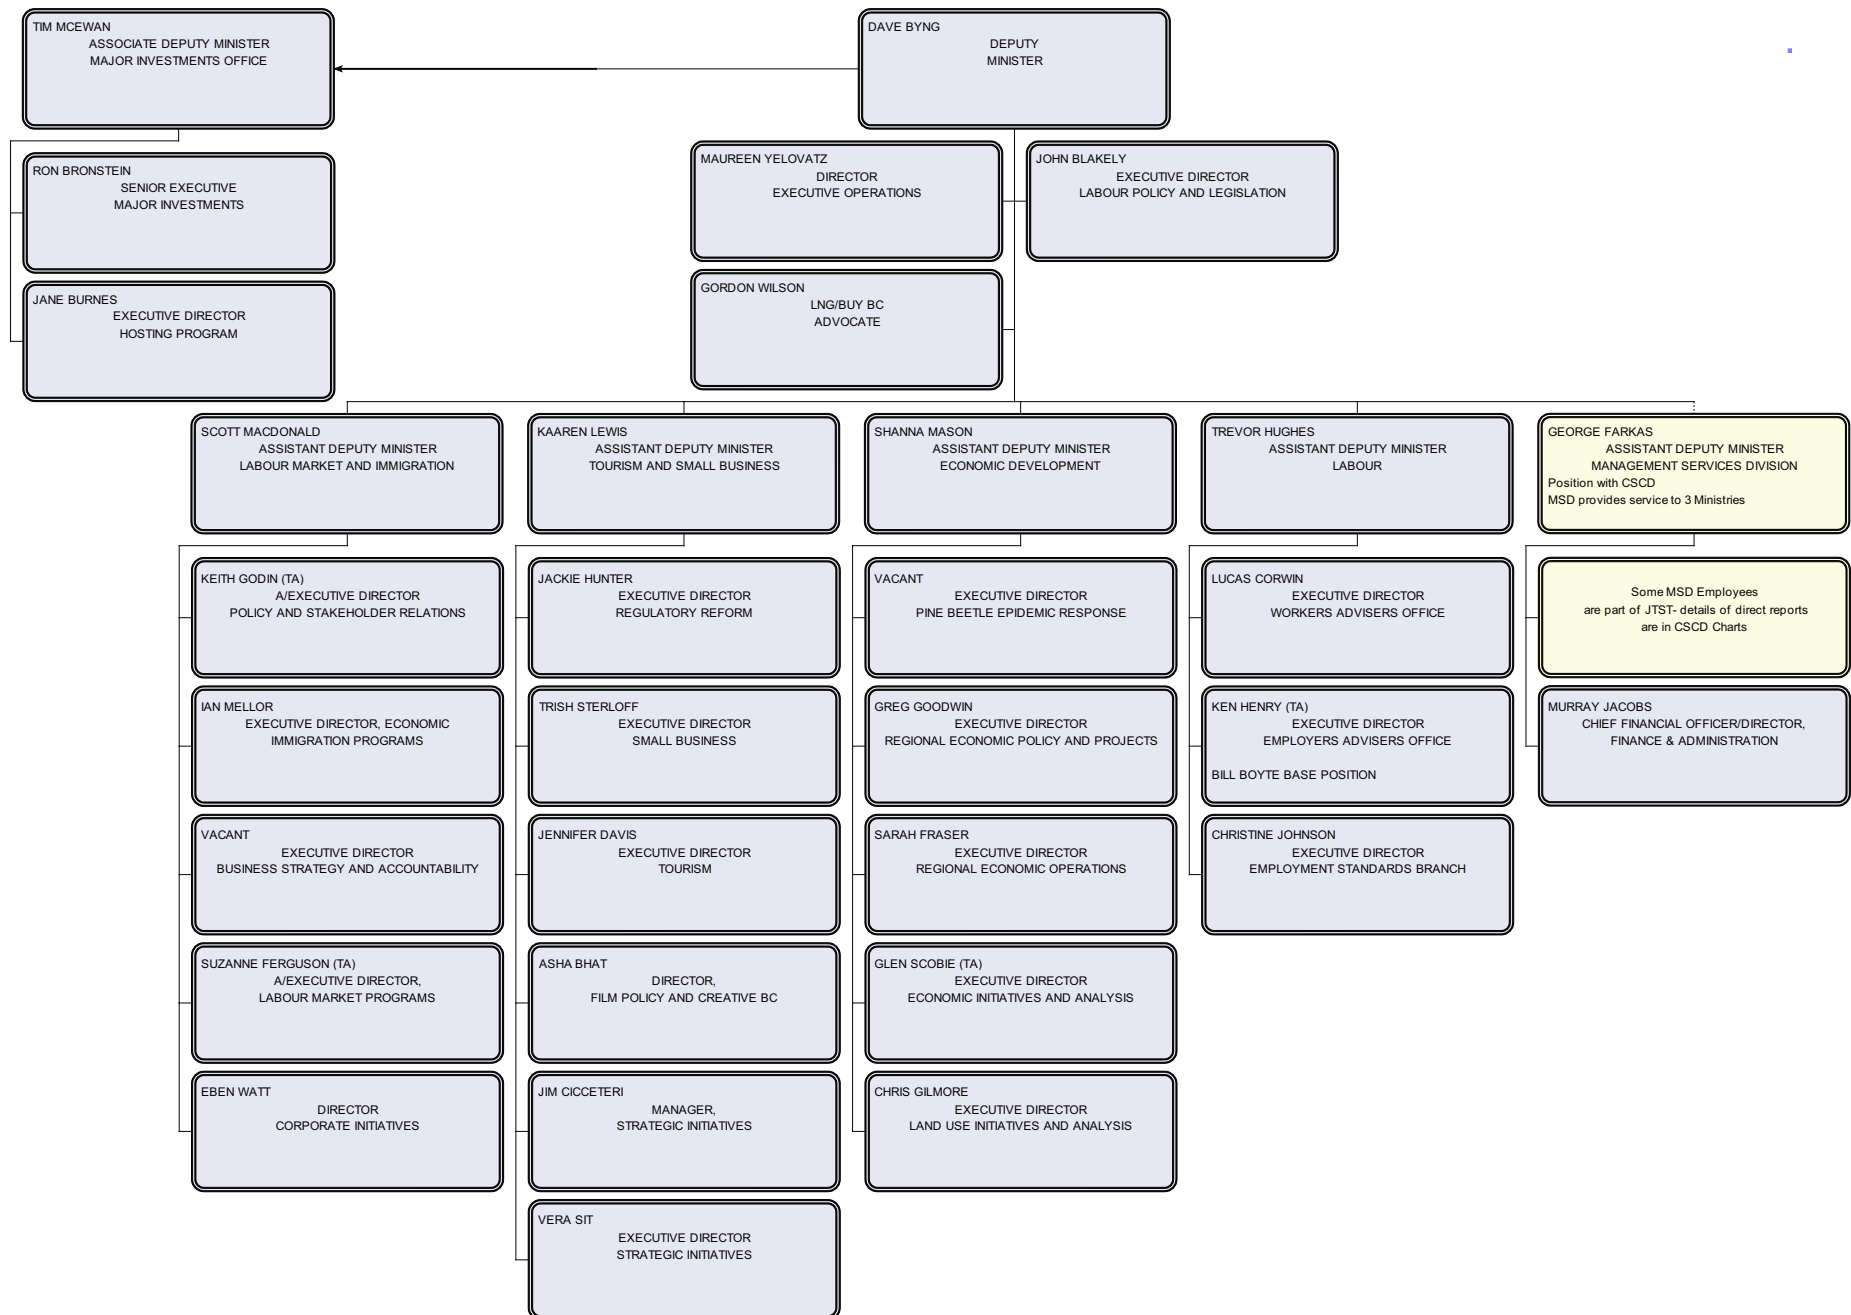 TIM MCEWAN
ASSOCIATE DEPUTY MINISTER
MAJOR INVESTMENTS OFFICE
DAVE BYNG
DEPUTY
MINISTER
RON BRONSTEIN
SENIOR EXECUTIVE
MAJOR INVESTMENTS
JANE BURNES
EXECUTIVE DIRECTOR
HOSTING PROGRAM
MAUREEN YELOVATZ
DIRECTOR
EXECUTIVE OPERATIONS
JOHN BLAKELY
EXECUTIVE DIRECTOR
LABOUR POLICY AND LEGISLATION
GORDON WILSON
LNG/BUY BC
ADVOCATE
SCOTT MACDONALD
ASSISTANT DEPUTY MINISTER
LABOUR MARKET AND IMMIGRATION
KAAREN LEWIS
ASSISTANT DEPUTY MINISTER
TOURISM AND SMALL BUSINESS
SHANNA MASON
ASSISTANT DEPUTY MINISTER
ECONOMIC DEVELOPMENT
TREVOR HUGHES
ASSISTANT DEPUTY MINISTER
LABOUR
GEORGE FARKAS
ASSISTANT DEPUTY MINISTER
MANAGEMENT SERVICES DIVISION
Position with CSCD
MSD provides service to 3 Ministries
KEITH GODIN (TA)
A/EXECUTIVE DIRECTOR
POLICY AND STAKEHOLDER RELATIONS
IAN MELLOR
EXECUTIVE DIRECTOR, ECONOMIC
IMMIGRATION PROGRAMS
VACANT
EXECUTIVE DIRECTOR
BUSINESS STRATEGY AND ACCOUNTABILITY
SUZANNE FERGUSON (TA)
A/EXECUTIVE DIRECTOR,
LABOUR MARKET PROGRAMS
EBEN WATT
DIRECTOR
CORPORATE INITIATIVES
JACKIE HUNTER
EXECUTIVE DIRECTOR
REGULATORY REFORM
TRISH STERLOFF
EXECUTIVE DIRECTOR
SMALL BUSINESS
JENNIFER DAVIS
EXECUTIVE DIRECTOR
TOURISM
ASHA BHAT
DIRECTOR,
FILM POLICY AND CREATIVE BC
JIM CICCETERI
MANAGER,
STRATEGIC INITIATIVES
VERA SIT
EXECUTIVE DIRECTOR
STRATEGIC INITIATIVES
VACANT
EXECUTIVE DIRECTOR
PINE BEETLE EPIDEMIC RESPONSE
GREG GOODWIN
EXECUTIVE DIRECTOR
REGIONAL ECONOMIC POLICY AND PROJECTS
SARAH FRASER
EXECUTIVE DIRECTOR
REGIONAL ECONOMIC OPERATIONS
GLEN SCOBIE (TA)
EXECUTIVE DIRECTOR
ECONOMIC INITIATIVES AND ANALYSIS
CHRIS GILMORE
EXECUTIVE DIRECTOR
LAND USE INITIATIVES AND ANALYSIS
LUCAS CORWIN
EXECUTIVE DIRECTOR
WORKERS ADVISERS OFFICE
KEN HENRY (TA)
EXECUTIVE DIRECTOR
EMPLOYERS ADVISERS OFFICE
BILL BOYTE BASE POSITION
CHRISTINE JOHNSON
EXECUTIVE DIRECTOR
EMPLOYMENT STANDARDS BRANCH
Some MSD Employees
are part of JTST- details of direct reports
are in CSCD Charts
MURRAY JACOBS
CHIEF FINANCIAL OFFICER/DIRECTOR,
FINANCE & ADMINISTRATION